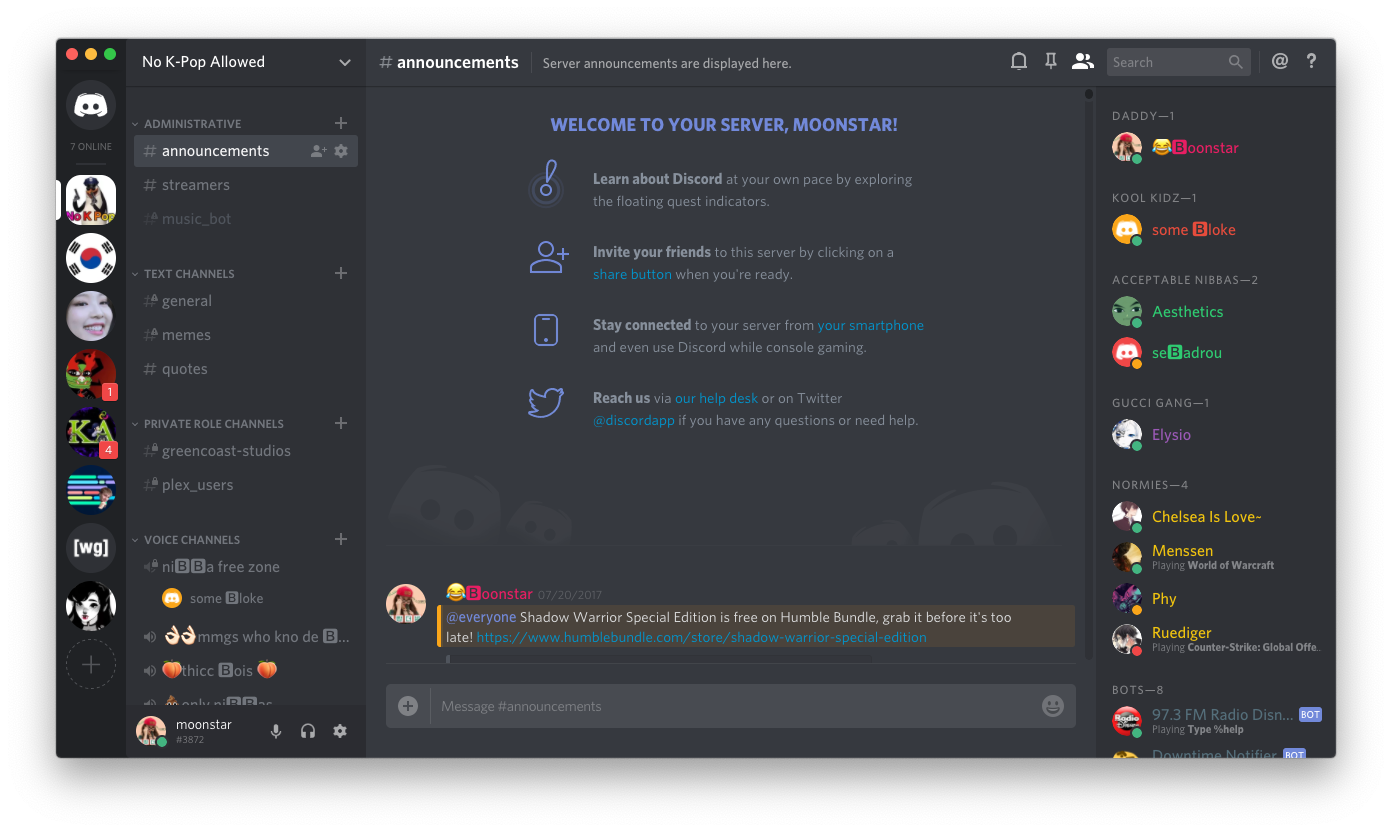 No K-Pop Allowed
# announcements
Server announcements are displayed here.
Search
@
?
7 ONLINE
No K Pop
1
KA
4
[wg]
ADMINISTRATIVE
# announcements
# streamers
# music_bot
TEXT CHANNELS
# general
# memes
# quotes
PRIVATE ROLE CHANNELS
# greencoast-studios
# plex_users
VOICE CHANNELS
ni🅱🅱a free zone
some 🅱loke
👌🏻👌🏻mmgs who kno de 🅱...
🍑thicc 🅱ois 🍑
only ni🅱🅱as
moonstar
#3872
WELCOME TO YOUR SERVER, MOONSTAR!
Learn about Discord at your own pace by exploring
the floating quest indicators.
Invite your friends to this server by clicking on a
share button when you're ready.
Stay connected to your server from your smartphone
and even use Discord while console gaming.
Reach us via our help desk or on Twitter
@discordapp if you have any questions or need help.
😂🅱oonstar 07/20/2017
@everyone Shadow Warrior Special Edition is free on Humble Bundle, grab it before it's too
late! https://www.humblebundle.com/store/shadow-warrior-special-edition
Message #announcements
DADDY—1
😂🅱oonstar
KOOL KIDZ—1
some 🅱loke
ACCEPTABLE NIBBAS—2
Aesthetics
se🅱adrou
GUCCI GANG—1
Elysio
NORMIES—4
Chelsea Is Love~
Menssen
Playing World of Warcraft
Phy
Ruediger
Playing Counter-Strike: Global Offe..
BOTS—8
Radio
97.3 FM Radio Disn... BOT
Playing Type %help
Downtime Notifier BOT